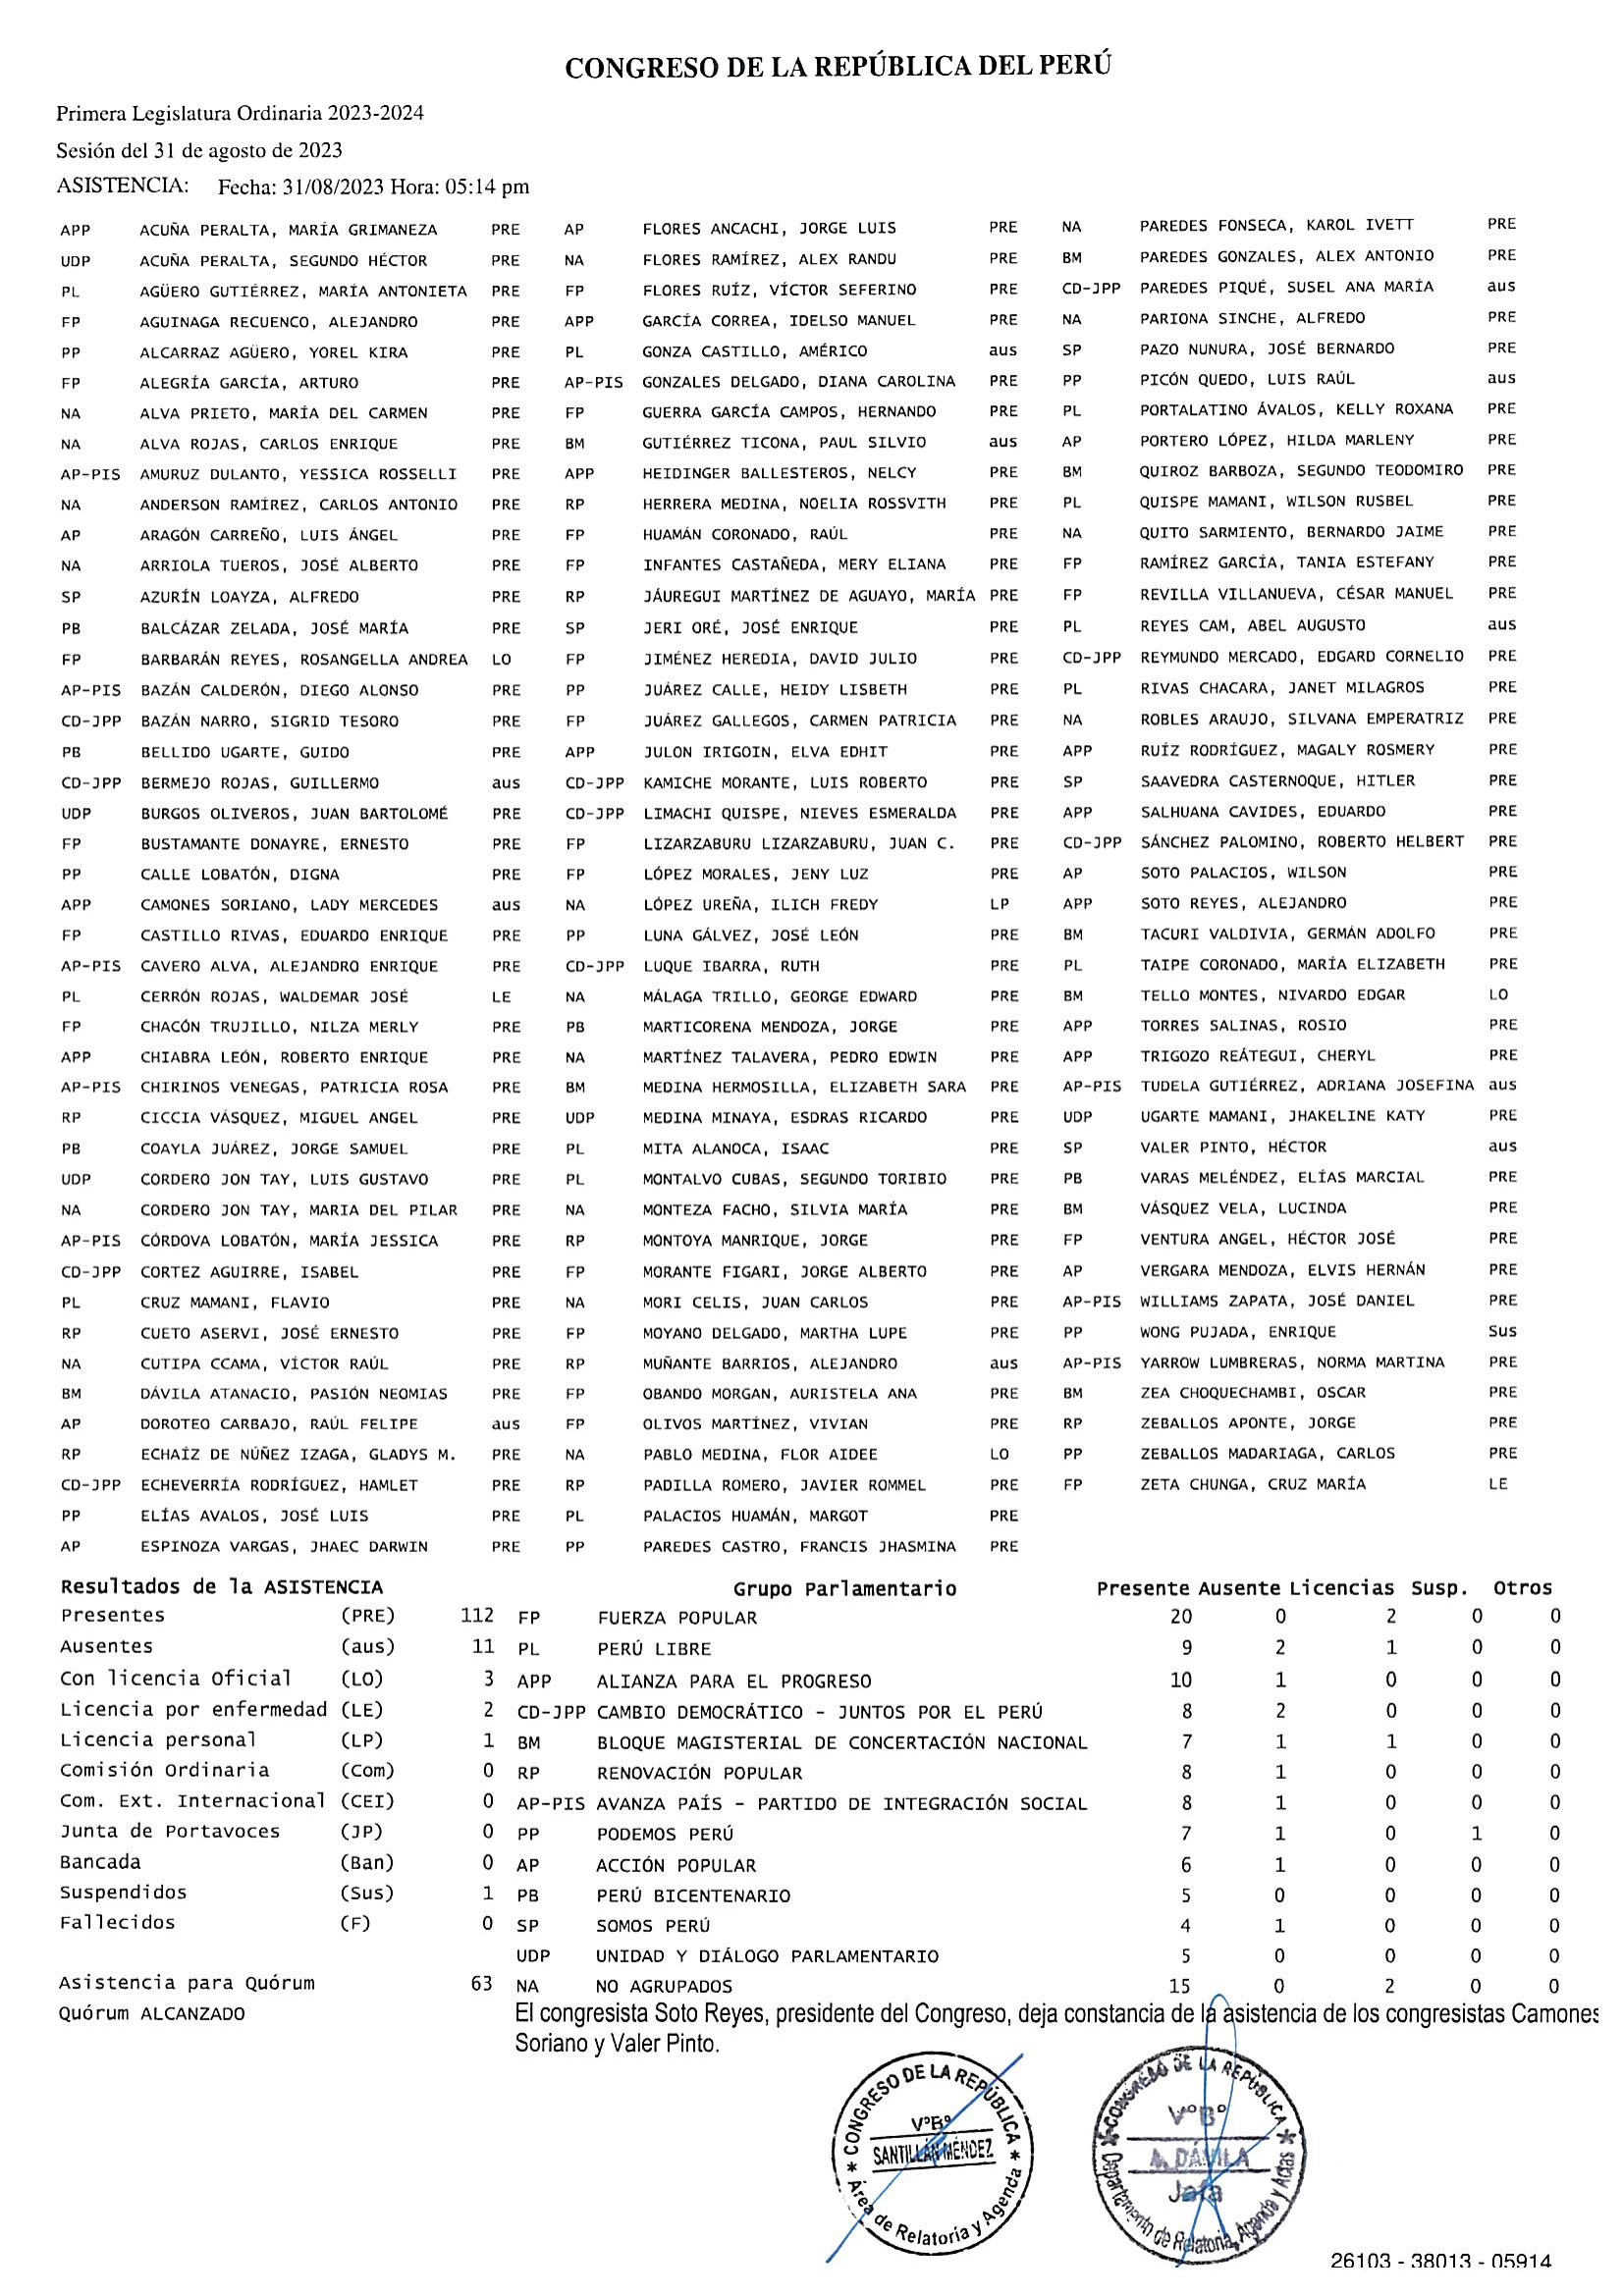 CONGRESO DE LA REPÚBLICA DEL PERÚ
Primera Legislatura Ordinaria 2023-2024
Sesión del 31 de agosto de 2023
ASISTENCIA: Fecha: 31/08/2023 Hora: 05:14 pm
APP ACUÑA PERALTA, MARÍA GRIMANEZA PRE AP FLORES ANCACHI, JORGE LUIS PRE NA PAREDES FONSECA, KAROL IVETT PRE
UDP ACUÑA PERALTA, SEGUNDO HÉCTOR PRE NA FLORES RAMÍREZ, ALEX RANDU PRE BM PAREDES GONZALES, ALEX ANTONIO PRE
PL AGÜERO GUTIÉRREZ, MARÍA ANTONIETA PRE FP FLORES RUÍZ, VÍCTOR SEFERINO PRE CD-JPP PAREDES PIQUÉ, SUSEL ANA MARÍA aus
FP AGUINAGA RECUENCO, ALEJANDRO PRE APP GARCÍA CORREA, IDELSO MANUEL PRE NA PARIONA SINCHE, ALFREDO PRE
PP ALCARRAZ AGÜERO, YOREL KIRA PRE PL GONZA CASTILLO, AMÉRICO aus SP PAZO NUNURA, JOSÉ BERNARDO PRE
FP ALEGRÍA GARCÍA, ARTURO PRE AP-PIS GONZALES DELGADO, DIANA CAROLINA PRE PP PICÓN QUEDO, LUIS RAÚL aus
NA ALVA PRIETO, MARÍA DEL CARMEN PRE FP GUERRA GARCÍA CAMPOS, HERNANDO PRE PL PORTALATINO ÁVALOS, KELLY ROXANA PRE
NA ALVA ROJAS, CARLOS ENRIQUE PRE BM GUTIÉRREZ TICONA, PAUL SILVIO aus AP PORTERO LÓPEZ, HILDA MARLENY PRE
AP-PIS AMURUZ DULANTO, YESSICA ROSSELLI PRE APP HEIDINGER BALLESTEROS, NELCY PRE BM QUIROZ BARBOZA, SEGUNDO TEODOMIRO PRE
NA ANDERSON RAMÍREZ, CARLOS ANTONIO PRE RP HERRERA MEDINA, NOELIA ROSSVITH PRE PL QUISPE MAMANI, WILSON RUSBEL PRE
AP ARAGÓN CARREÑO, LUIS ÁNGEL PRE FP HUAMÁN CORONADO, RAÚL PRE NA QUITO SARMIENTO, BERNARDO JAIME PRE
NA ARRIOLA TUEROS, JOSÉ ALBERTO PRE FP INFANTES CASTAÑEDA, MERY ELIANA PRE FP RAMÍREZ GARCÍA, TANIA ESTEFANY PRE
SP AZURÍN LOAYZA, ALFREDO PRE RP JÁUREGUI MARTÍNEZ DE AGUAYO, MARÍA PRE FP REVILLA VILLANUEVA, CÉSAR MANUEL PRE
PB BALCÁZAR ZELADA, JOSÉ MARÍA PRE SP JERI ORÉ, JOSÉ ENRIQUE PRE PL REYES CAM, ABEL AUGUSTO aus
FP BARBARÁN REYES, ROSANGELLA ANDREA LO FP JIMÉNEZ HEREDIA, DAVID JULIO PRE CD-JPP REYMUNDO MERCADO, EDGARD CORNELIO PRE
AP-PIS BAZÁN CALDERÓN, DIEGO ALONSO PRE PP JUÁREZ CALLE, HEIDY LISBETH PRE PL RIVAS CHACARA, JANET MILAGROS PRE
CD-JPP BAZÁN NARRO, SIGRID TESORO PRE FP JUÁREZ GALLEGOS, CARMEN PATRICIA PRE NA ROBLES ARAUJO, SILVANA EMPERATRIZ PRE
PB BELLIDO UGARTE, GUIDO PRE APP JULON IRIGOIN, ELVA EDHIT PRE APP RUÍZ RODRÍGUEZ, MAGALY ROSMERY PRE
CD-JPP BERMEJO ROJAS, GUILLERMO aus CD-JPP KAMICHE MORANTE, LUIS ROBERTO PRE SP SAAVEDRA CASTERNOQUE, HITLER PRE
UDP BURGOS OLIVEROS, JUAN BARTOLOMÉ PRE CD-JPP LIMACHI QUISPE, NIEVES ESMERALDA PRE APP SALHUANA CAVIDES, EDUARDO PRE
FP BUSTAMANTE DONAYRE, ERNESTO PRE FP LIZARZABURU LIZARZABURU, JUAN C. PRE CD-JPP SÁNCHEZ PALOMINO, ROBERTO HELBERT PRE
PP CALLE LOBATÓN, DIGNA PRE FP LÓPEZ MORALES, JENY LUZ PRE AP SOTO PALACIOS, WILSON PRE
APP CAMONES SORIANO, LADY MERCEDES aus NA LÓPEZ UREÑA, ILICH FREDY LP APP SOTO REYES, ALEJANDRO PRE
FP CASTILLO RIVAS, EDUARDO ENRIQUE PRE PP LUNA GÁLVEZ, JOSÉ LEÓN PRE BM TACURI VALDIVIA, GERMÁN ADOLFO PRE
AP-PIS CAVERO ALVA, ALEJANDRO ENRIQUE PRE CD-JPP LUQUE IBARRA, RUTH PRE PL TAIPE CORONADO, MARÍA ELIZABETH PRE
PL CERRÓN ROJAS, WALDEMAR JOSÉ LE NA MÁLAGA TRILLO, GEORGE EDWARD PRE BM TELLO MONTES, NIVARDO EDGAR LO
FP CHACÓN TRUJILLO, NILZA MERLY PRE PB MARTICORENA MENDOZA, JORGE PRE APP TORRES SALINAS, ROSIO PRE
APP CHIABRA LEÓN, ROBERTO ENRIQUE PRE NA MARTÍNEZ TALAVERA, PEDRO EDWIN PRE APP TRIGOZO REÁTEGUI, CHERYL PRE
AP-PIS CHIRINOS VENEGAS, PATRICIA ROSA PRE BM MEDINA HERMOSILLA, ELIZABETH SARA PRE AP-PIS TUDELA GUTIÉRREZ, ADRIANA JOSEFINA aus
RP CICCIA VÁSQUEZ, MIGUEL ANGEL PRE UDP MEDINA MINAYA, ESDRAS RICARDO PRE UDP UGARTE MAMANI, JHAKELINE KATY PRE
PB COAYLA JUÁREZ, JORGE SAMUEL PRE PL MITA ALANOCA, ISAAC PRE SP VALER PINTO, HÉCTOR aus
UDP CORDERO JON TAY, LUIS GUSTAVO PRE PL MONTALVO CUBAS, SEGUNDO TORIBIO PRE PB VARAS MELÉNDEZ, ELÍAS MARCIAL PRE
NA CORDERO JON TAY, MARIA DEL PILAR PRE NA MONTEZA FACHO, SILVIA MARÍA PRE BM VÁSQUEZ VELA, LUCINDA PRE
AP-PIS CÓRDOVA LOBATÓN, MARÍA JESSICA PRE RP MONTOYA MANRIQUE, JORGE PRE FP VENTURA ANGEL, HÉCTOR JOSÉ PRE
CD-JPP CORTEZ AGUIRRE, ISABEL PRE FP MORANTE FIGARI, JORGE ALBERTO PRE AP VERGARA MENDOZA, ELVIS HERNÁN PRE
PL CRUZ MAMANI, FLAVIO PRE NA MORI CELIS, JUAN CARLOS PRE AP-PIS WILLIAMS ZAPATA, JOSÉ DANIEL PRE
RP CUETO ASERVI, JOSÉ ERNESTO PRE FP MOYANO DELGADO, MARTHA LUPE PRE PP WONG PUJADA, ENRIQUE Sus
NA CUTIPA CCAMA, VÍCTOR RAÚL PRE RP MUÑANTE BARRIOS, ALEJANDRO aus AP-PIS YARROW LUMBRERAS, NORMA MARTINA PRE
BM DÁVILA ATANACIO, PASIÓN NEOMIAS PRE FP OBANDO MORGAN, AURISTELA ANA PRE BM ZEA CHOQUECHAMBI, OSCAR PRE
AP DOROTEO CARBAJO, RAÚL FELIPE aus FP OLIVOS MARTÍNEZ, VIVIAN PRE RP ZEBALLOS APONTE, JORGE PRE
RP ECHAÍZ DE NÚÑEZ IZAGA, GLADYS M. PRE NA PABLO MEDINA, FLOR AIDEE LO PP ZEBALLOS MADARIAGA, CARLOS PRE
CD-JPP ECHEVERRÍA RODRÍGUEZ, HAMLET PRE RP PADILLA ROMERO, JAVIER ROMMEL PRE FP ZETA CHUNGA, CRUZ MARÍA LE
PP ELÍAS AVALOS, JOSÉ LUIS PRE PL PALACIOS HUAMÁN, MARGOT PRE
AP ESPINOZA VARGAS, JHAEC DARWIN PRE PP PAREDES CASTRO, FRANCIS JHASMINA PRE
Resultados de la ASISTENCIA Grupo Parlamentario Presente Ausente Licencias Susp. Otros
Presentes (PRE) 112 FP FUERZA POPULAR 20 0 2 0 0
Ausentes (aus) 11 PL PERÚ LIBRE 9 2 1 0 0
Con licencia Oficial (LO) 3 APP ALIANZA PARA EL PROGRESO 10 1 0 0 0
Licencia por enfermedad (LE) 2 CD-JPP CAMBIO DEMOCRÁTICO - JUNTOS POR EL PERÚ 8 2 0 0 0
Licencia personal (LP) 1 BM BLOQUE MAGISTERIAL DE CONCERTACIÓN NACIONAL 7 1 1 0 0
Comisión Ordinaria (Com) 0 RP RENOVACIÓN POPULAR 8 1 0 0 0
Com. Ext. Internacional (CEI) 0 AP-PIS AVANZA PAÍS - PARTIDO DE INTEGRACIÓN SOCIAL 8 1 0 0 0
Junta de Portavoces (JP) 0 PP PODEMOS PERÚ 7 1 0 1 0
Bancada (Ban) 0 AP ACCIÓN POPULAR 6 1 0 0 0
Suspendidos (Sus) 1 PB PERÚ BICENTENARIO 5 0 0 0 0
Fallecidos (F) 0 SP SOMOS PERÚ 4 1 0 0 0
UDP UNIDAD Y DIÁLOGO PARLAMENTARIO 5 0 0 0 0
Asistencia para Quórum 63 NA NO AGRUPADOS 15 0 2 0 0
Quórum ALCANZADO El congresista Soto Reyes, presidente del Congreso, deja constancia de la asistencia de los congresistas Camones
Soriano y Valer Pinto.
CONGRESO DE LA REPÚBLICA
V°B°
SANTILLÁN MÉNDEZ
Área de Relatoría y Agenda
CONGRESO DE LA REPÚBLICA
V°B°
DÁVILA
Jefa
Departamento de Relatoría, Agenda y Actas
26103 - 38013 - 05914